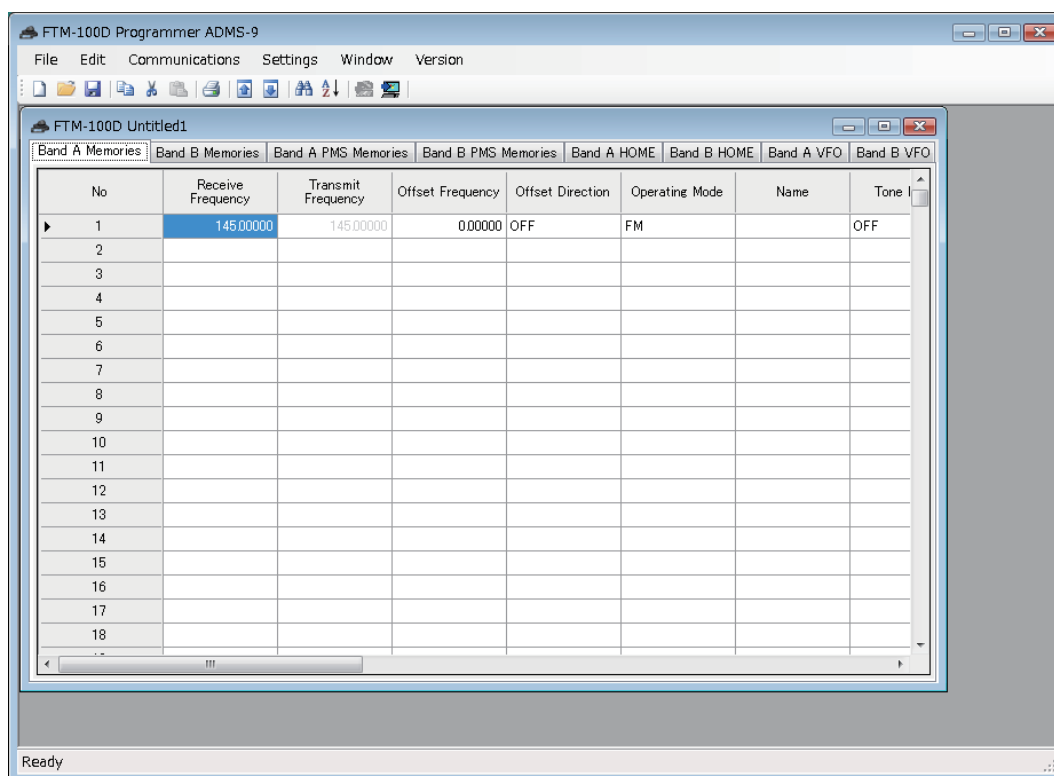 FTM-100D Programmer ADMS-9
File Edit Communications Settings Window Version
FTM-100D Untitled1
Band A Memories Band B Memories Band A PMS Memories Band B PMS Memories Band A HOME Band B HOME Band A VFO Band B VFO
No Receive Frequency Transmit Frequency Offset Frequency Offset Direction Operating Mode Name Tone
1 145.00000 145.00000 0.00000 OFF FM OFF
2
3
4
5
6
7
8
9
10
11
12
13
14
15
16
17
18
Ready